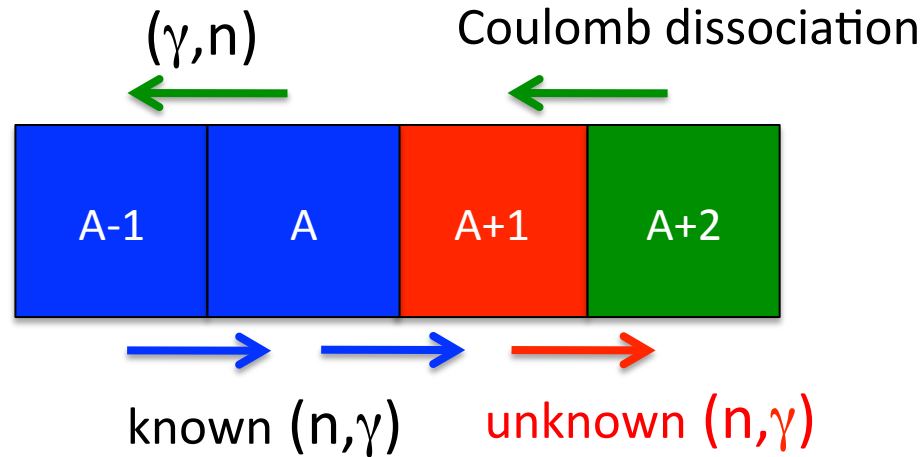 (γ,n)
Coulomb dissociation
A-1 A A+1 A+2
known (n,γ) unknown (n,γ)